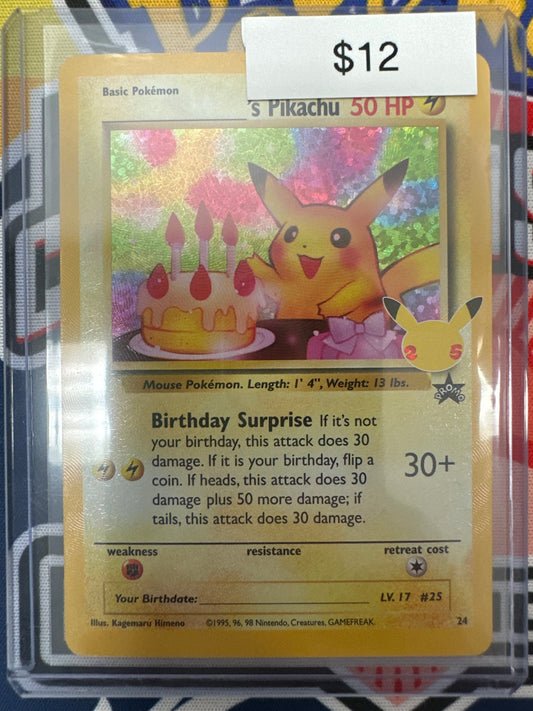 $12
Basic Pokémon
's Pikachu 50 HP
2 5
Mouse Pokémon. Length: 1' 4", Weight: 13 lbs.
PROMO
Birthday Surprise If it's not
your birthday, this attack does 30
damage. If it is your birthday, flip a
coin. If heads, this attack does 30
damage plus 50 more damage; if
tails, this attack does 30 damage.
30+
weakness resistance retreat cost
Your Birthdate: LV. 17 #25
Illus. Kagemaru Himeno ©1995, 96, 98 Nintendo, Creatures, GAMEFREAK. 24